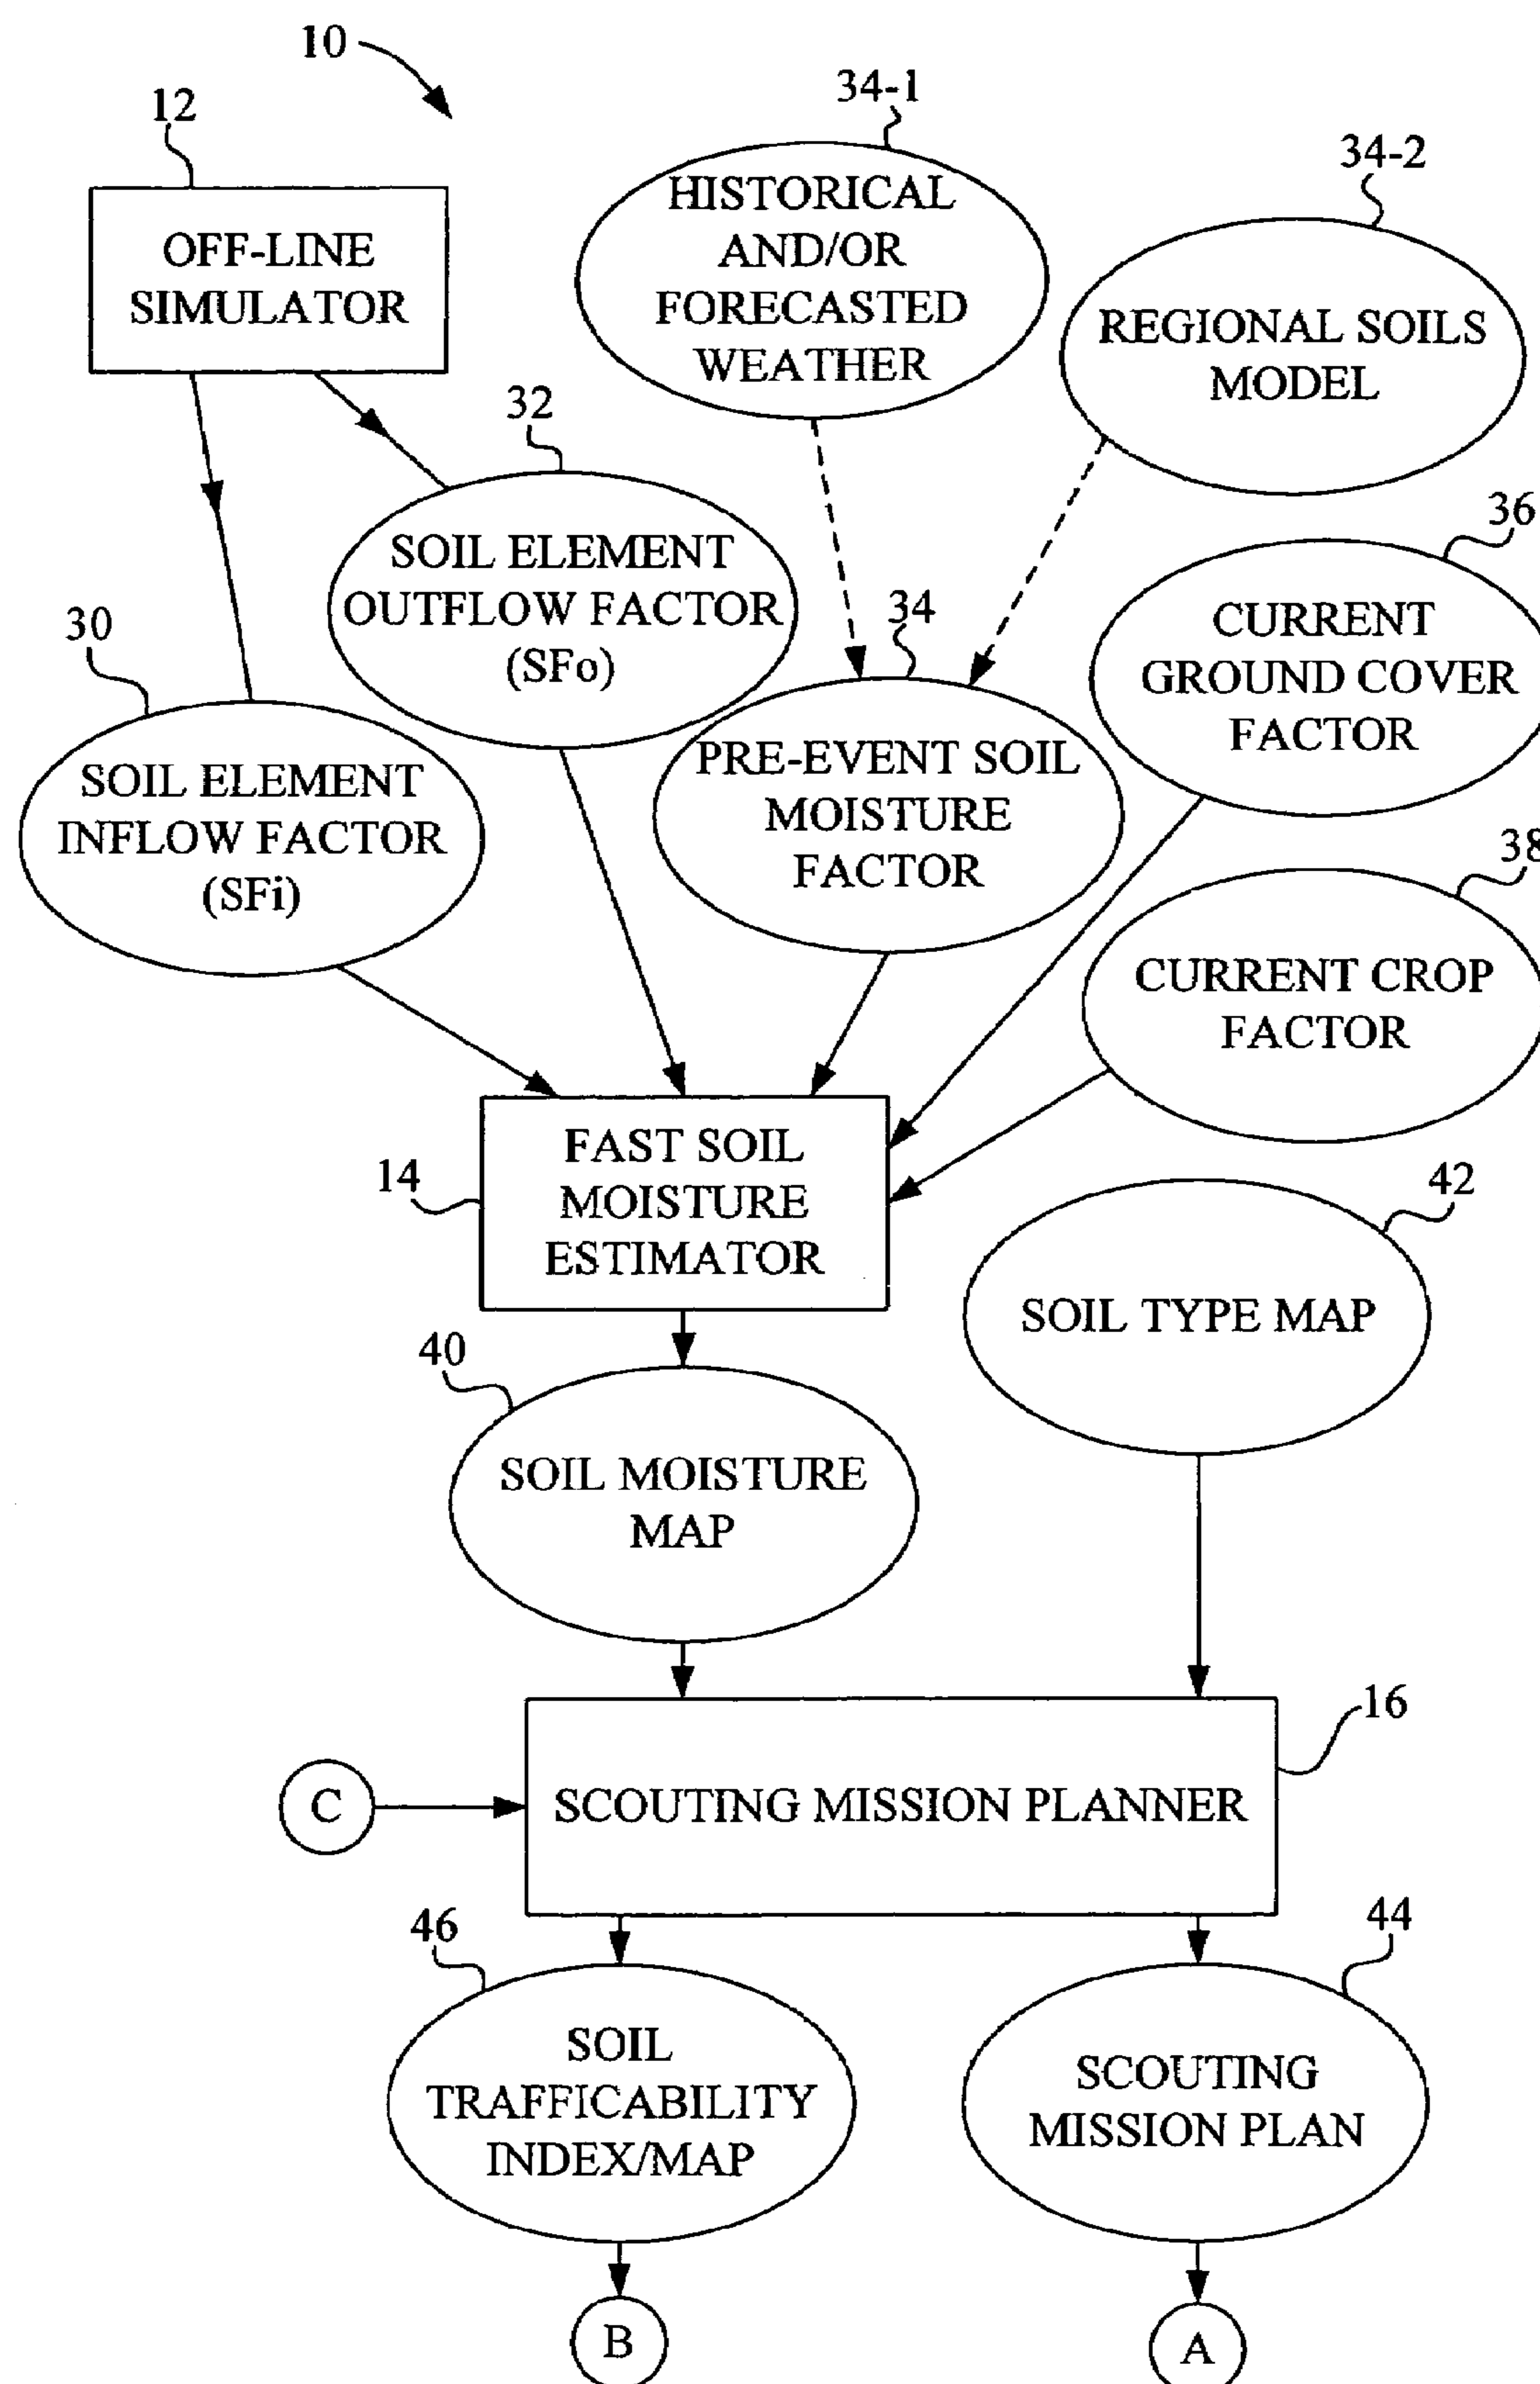 10
12
34-1
34-2
OFF-LINE
SIMULATOR
HISTORICAL
AND/OR
FORECASTED
WEATHER
REGIONAL SOILS
MODEL
32
36
SOIL ELEMENT
OUTFLOW FACTOR
(SFo)
30
34
CURRENT
GROUND COVER
FACTOR
SOIL ELEMENT
INFLOW FACTOR
(SFi)
PRE-EVENT SOIL
MOISTURE
FACTOR
38
CURRENT CROP
FACTOR
14
FAST SOIL
MOISTURE
ESTIMATOR
42
SOIL TYPE MAP
40
SOIL MOISTURE
MAP
16
C
SCOUTING MISSION PLANNER
46
44
SOIL
TRAFFICABILITY
INDEX/MAP
SCOUTING
MISSION PLAN
B
A